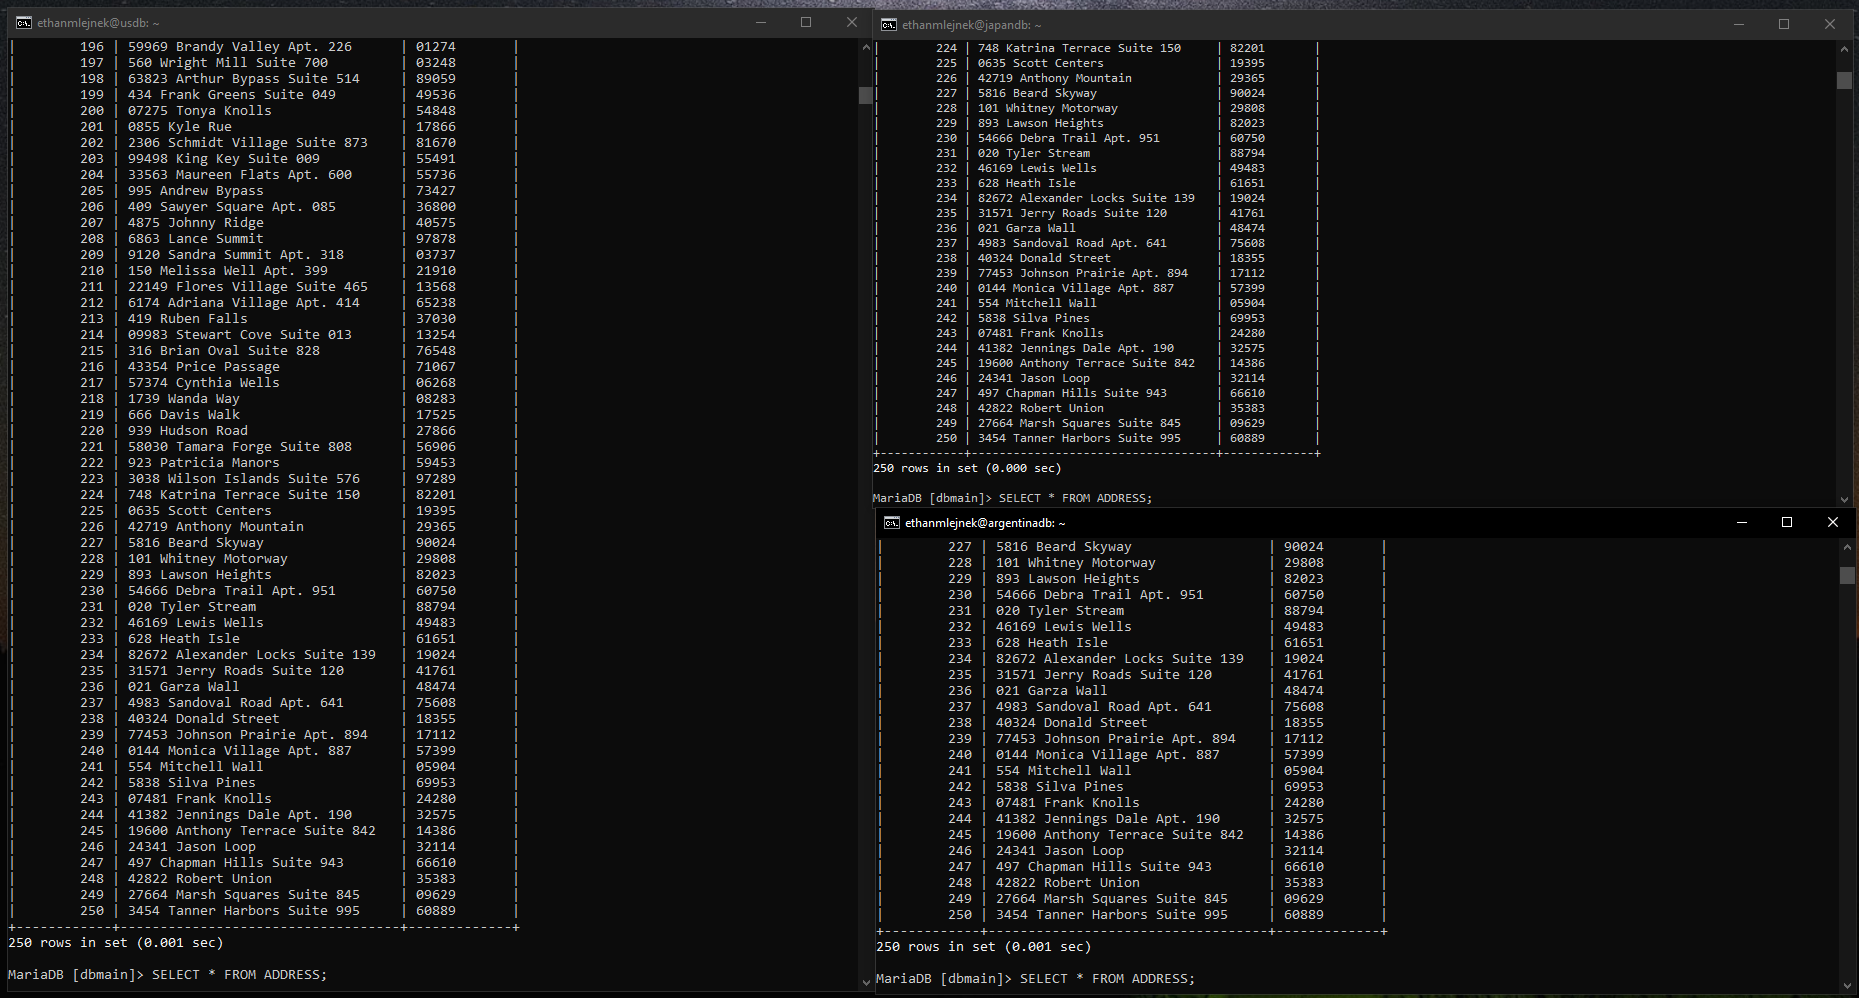 ethanmlejnek@usdb: ~
| 196 | 59969 Brandy Valley Apt. 226 | 01274 |
| 197 | 560 Wright Mill Suite 700 | 03248 |
| 198 | 63823 Arthur Bypass Suite 514 | 89059 |
| 199 | 434 Frank Greens Suite 049 | 49536 |
| 200 | 07275 Tonya Knolls | 54848 |
| 201 | 0855 Kyle Rue | 17866 |
| 202 | 2306 Schmidt Village Suite 873 | 81670 |
| 203 | 99498 King Key Suite 009 | 55491 |
| 204 | 33563 Maureen Flats Apt. 600 | 55736 |
| 205 | 995 Andrew Bypass | 73427 |
| 206 | 409 Sawyer Square Apt. 085 | 36800 |
| 207 | 4875 Johnny Ridge | 40575 |
| 208 | 6863 Lance Summit | 97878 |
| 209 | 9120 Sandra Summit Apt. 318 | 03737 |
| 210 | 150 Melissa Well Apt. 399 | 21910 |
| 211 | 22149 Flores Village Suite 465 | 13568 |
| 212 | 6174 Adriana Village Apt. 414 | 65238 |
| 213 | 419 Ruben Falls | 37030 |
| 214 | 09983 Stewart Cove Suite 013 | 13254 |
| 215 | 316 Brian Oval Suite 828 | 76548 |
| 216 | 43354 Price Passage | 71067 |
| 217 | 57374 Cynthia Wells | 06268 |
| 218 | 1739 Wanda Way | 08283 |
| 219 | 666 Davis Walk | 17525 |
| 220 | 939 Hudson Road | 27866 |
| 221 | 58030 Tamara Forge Suite 808 | 56906 |
| 222 | 923 Patricia Manors | 59453 |
| 223 | 3038 Wilson Islands Suite 576 | 97289 |
| 224 | 748 Katrina Terrace Suite 150 | 82201 |
| 225 | 0635 Scott Centers | 19395 |
| 226 | 42719 Anthony Mountain | 29365 |
| 227 | 5816 Beard Skyway | 90024 |
| 228 | 101 Whitney Motorway | 29808 |
| 229 | 893 Lawson Heights | 82023 |
| 230 | 54666 Debra Trail Apt. 951 | 60750 |
| 231 | 020 Tyler Stream | 88794 |
| 232 | 46169 Lewis Wells | 49483 |
| 233 | 628 Heath Isle | 61651 |
| 234 | 82672 Alexander Locks Suite 139 | 19024 |
| 235 | 31571 Jerry Roads Suite 120 | 41761 |
| 236 | 021 Garza Wall | 48474 |
| 237 | 4983 Sandoval Road Apt. 641 | 75608 |
| 238 | 40324 Donald Street | 18355 |
| 239 | 77453 Johnson Prairie Apt. 894 | 17112 |
| 240 | 0144 Monica Village Apt. 887 | 57399 |
| 241 | 554 Mitchell Wall | 05904 |
| 242 | 5838 Silva Pines | 69953 |
| 243 | 07481 Frank Knolls | 24280 |
| 244 | 41382 Jennings Dale Apt. 190 | 32575 |
| 245 | 19600 Anthony Terrace Suite 842 | 14386 |
| 246 | 24341 Jason Loop | 32114 |
| 247 | 497 Chapman Hills Suite 943 | 66610 |
| 248 | 42822 Robert Union | 35383 |
| 249 | 27664 Marsh Squares Suite 845 | 09629 |
| 250 | 3454 Tanner Harbors Suite 995 | 60889 |
250 rows in set (0.001 sec)
MariaDB [dbmain]> SELECT * FROM ADDRESS;
ethanmlejnek@japandb: ~
| 224 | 748 Katrina Terrace Suite 150 | 82201 |
| 225 | 0635 Scott Centers | 19395 |
| 226 | 42719 Anthony Mountain | 29365 |
| 227 | 5816 Beard Skyway | 90024 |
| 228 | 101 Whitney Motorway | 29808 |
| 229 | 893 Lawson Heights | 82023 |
| 230 | 54666 Debra Trail Apt. 951 | 60750 |
| 231 | 020 Tyler Stream | 88794 |
| 232 | 46169 Lewis Wells | 49483 |
| 233 | 628 Heath Isle | 61651 |
| 234 | 82672 Alexander Locks Suite 139 | 19024 |
| 235 | 31571 Jerry Roads Suite 120 | 41761 |
| 236 | 021 Garza Wall | 48474 |
| 237 | 4983 Sandoval Road Apt. 641 | 75608 |
| 238 | 40324 Donald Street | 18355 |
| 239 | 77453 Johnson Prairie Apt. 894 | 17112 |
| 240 | 0144 Monica Village Apt. 887 | 57399 |
| 241 | 554 Mitchell Wall | 05904 |
| 242 | 5838 Silva Pines | 69953 |
| 243 | 07481 Frank Knolls | 24280 |
| 244 | 41382 Jennings Dale Apt. 190 | 32575 |
| 245 | 19600 Anthony Terrace Suite 842 | 14386 |
| 246 | 24341 Jason Loop | 32114 |
| 247 | 497 Chapman Hills Suite 943 | 66610 |
| 248 | 42822 Robert Union | 35383 |
| 249 | 27664 Marsh Squares Suite 845 | 09629 |
| 250 | 3454 Tanner Harbors Suite 995 | 60889 |
250 rows in set (0.000 sec)
MariaDB [dbmain]> SELECT * FROM ADDRESS;
ethanmlejnek@argentinadb: ~
| 227 | 5816 Beard Skyway | 90024 |
| 228 | 101 Whitney Motorway | 29808 |
| 229 | 893 Lawson Heights | 82023 |
| 230 | 54666 Debra Trail Apt. 951 | 60750 |
| 231 | 020 Tyler Stream | 88794 |
| 232 | 46169 Lewis Wells | 49483 |
| 233 | 628 Heath Isle | 61651 |
| 234 | 82672 Alexander Locks Suite 139 | 19024 |
| 235 | 31571 Jerry Roads Suite 120 | 41761 |
| 236 | 021 Garza Wall | 48474 |
| 237 | 4983 Sandoval Road Apt. 641 | 75608 |
| 238 | 40324 Donald Street | 18355 |
| 239 | 77453 Johnson Prairie Apt. 894 | 17112 |
| 240 | 0144 Monica Village Apt. 887 | 57399 |
| 241 | 554 Mitchell Wall | 05904 |
| 242 | 5838 Silva Pines | 69953 |
| 243 | 07481 Frank Knolls | 24280 |
| 244 | 41382 Jennings Dale Apt. 190 | 32575 |
| 245 | 19600 Anthony Terrace Suite 842 | 14386 |
| 246 | 24341 Jason Loop | 32114 |
| 247 | 497 Chapman Hills Suite 943 | 66610 |
| 248 | 42822 Robert Union | 35383 |
| 249 | 27664 Marsh Squares Suite 845 | 09629 |
| 250 | 3454 Tanner Harbors Suite 995 | 60889 |
250 rows in set (0.001 sec)
MariaDB [dbmain]> SELECT * FROM ADDRESS;